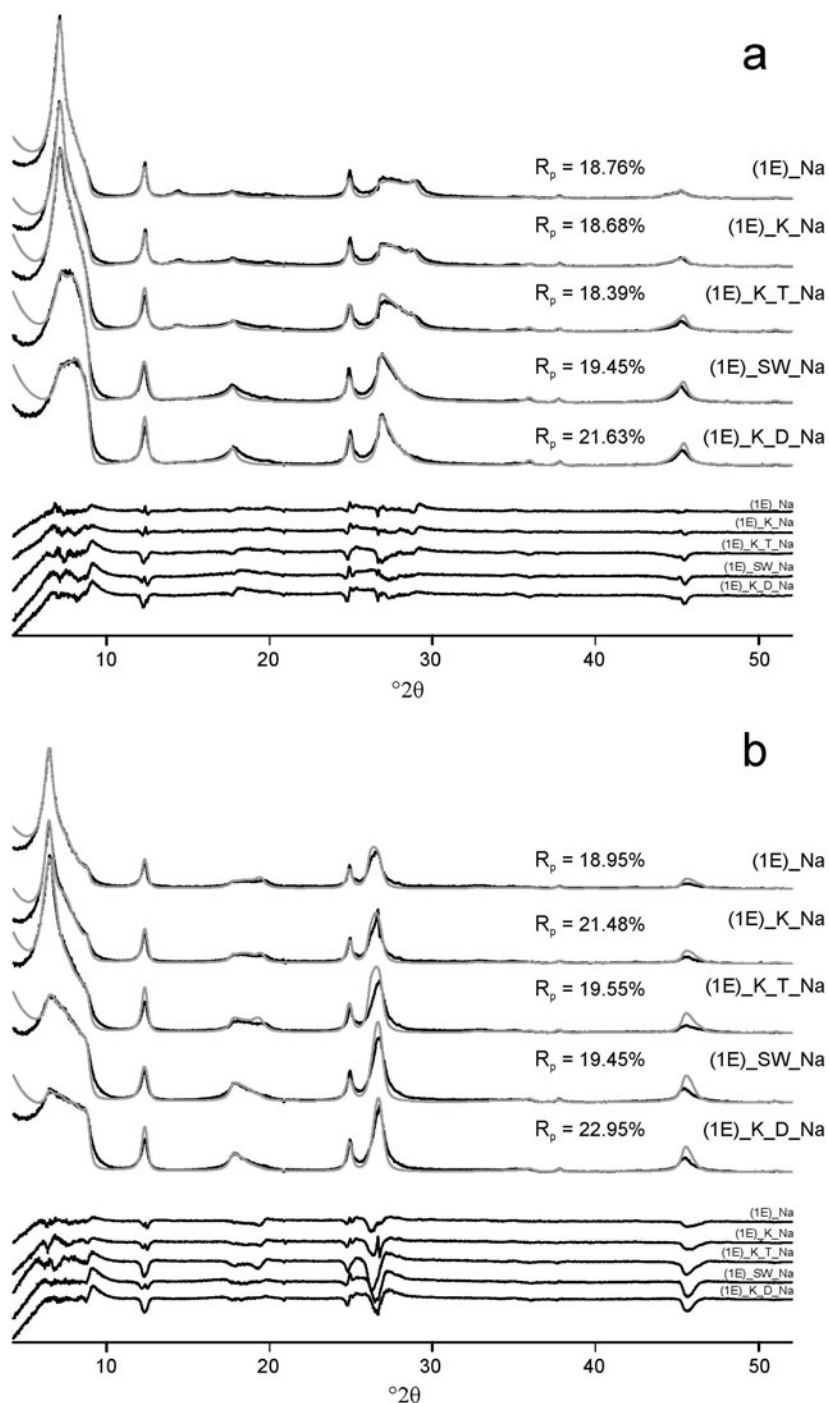 a
R_p = 18.76% (1E)_Na
R_p = 18.68% (1E)_K_Na
R_p = 18.39% (1E)_K_T_Na
R_p = 19.45% (1E)_SW_Na
R_p = 21.63% (1E)_K_D_Na
(1E)_Na
(1E)_K_Na
(1E)_K_T_Na
(1E)_SW_Na
(1E)_K_D_Na
10 20 30 40 50
°2θ
b
R_p = 18.95% (1E)_Na
R_p = 21.48% (1E)_K_Na
R_p = 19.55% (1E)_K_T_Na
R_p = 19.45% (1E)_SW_Na
R_p = 22.95% (1E)_K_D_Na
(1E)_Na
(1E)_K_Na
(1E)_K_T_Na
(1E)_SW_Na
(1E)_K_D_Na
10 20 30 40 50
°2θ